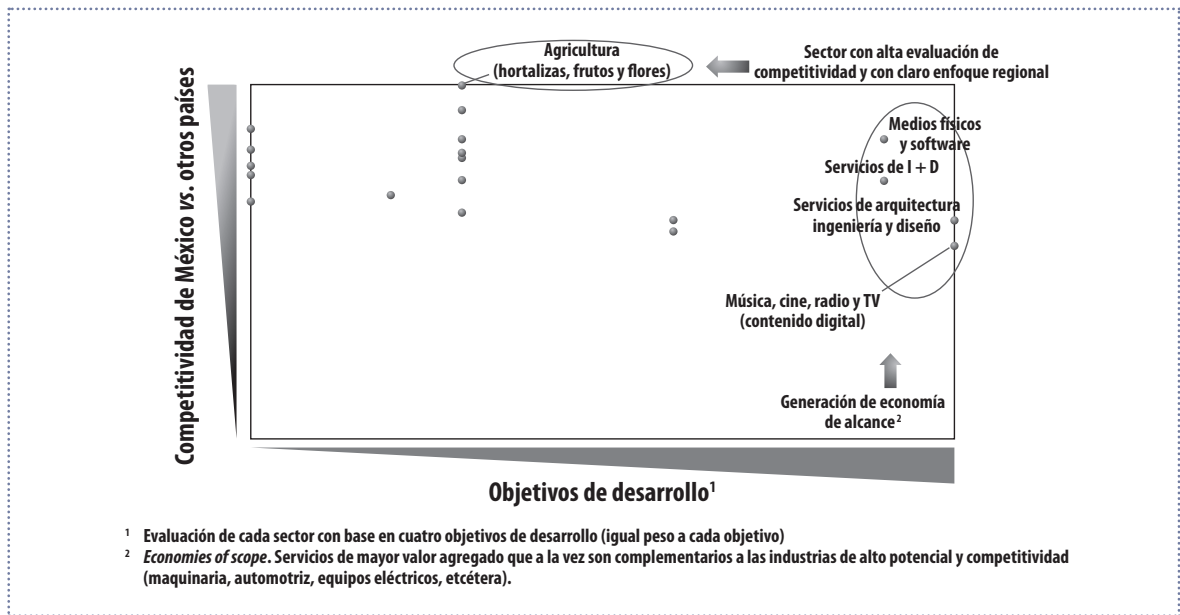 Agricultura
(hortalizas, frutos y flores)
Sector con alta evaluación de
competitividad y con claro enfoque regional
Competitividad de México vs. otros países
Medios físicos
y software
Servicios de I + D
Servicios de arquitectura
ingeniería y diseño
Música, cine, radio y TV
(contenido digital)
Generación de economía
de alcance²
Objetivos de desarrollo¹
¹ Evaluación de cada sector con base en cuatro objetivos de desarrollo (igual peso a cada objetivo)
² Economies of scope. Servicios de mayor valor agregado que a la vez son complementarios a las industrias de alto potencial y competitividad
(maquinaria, automotriz, equipos eléctricos, etcétera).